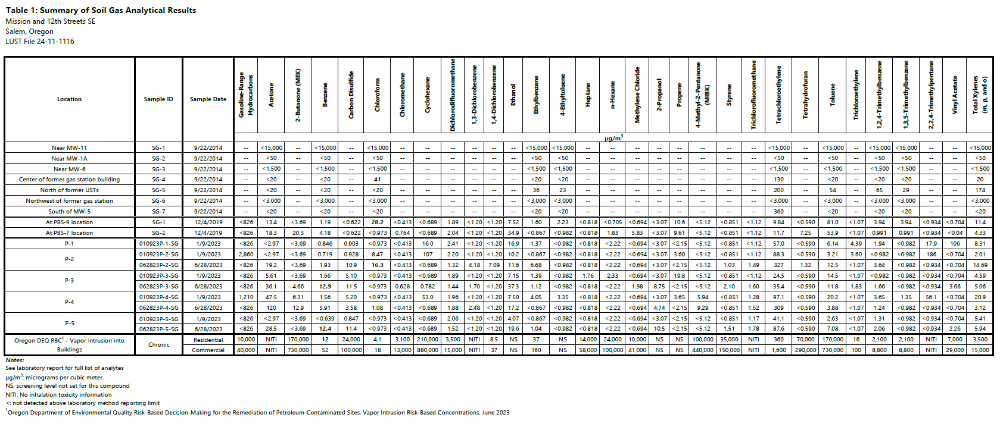 Table 1: Summary of Soil Gas Analytical Results
Mission and 12th Streets SE
Salem, Oregon
LUST File 24-11-1116
Location Sample ID Sample Date Gasoline-Range Hydrocarbons Acetone 2-Butanone (MEK) Benzene Carbon Disulfide Chloroform Chloromethane Cyclohexane Dichlorodifluoromethane 1,3-Dichlorobenzene 1,4-Dichlorobenzene Ethanol Ethylbenzene 4-Ethyltoluene Heptane n-Hexane Methylene Chloride 2-Propanol Propene 4-Methyl-2-Pentanone (MIBK) Styrene Trichlorofluoromethane Tetrachloroethylene Tetrahydrofuran Toluene Trichloroethylene 1,2,4-Trimethylbenzene 1,3,5-Trimethylbenzene 2,2,4-Trimethylpentane Vinyl Acetate Total Xylenes (m, p, and o)
µg/m³
Near MW-11 SG-1 9/22/2014 -- <15,000 -- <15,000 -- <15,000 -- -- -- -- -- -- <15,000 <15,000 -- -- -- -- -- -- -- -- <15,000 -- <15,000 -- <15,000 <15,000 -- -- <15,000
Near MW-1A SG-2 9/22/2014 -- <50 -- <50 -- <50 -- -- -- -- -- -- <50 <50 -- -- -- -- -- -- -- -- <50 -- <50 -- <50 <50 -- -- <50
Near MW-6 SG-3 9/22/2014 -- <1,500 -- <1,500 -- <1,500 -- -- -- -- -- -- <1,500 <1,500 -- -- -- -- -- -- -- -- <1,500 -- <1,500 -- <1,500 <1,500 -- -- <1,500
Center of former gas station building SG-4 9/22/2014 -- <20 -- <20 -- 41 -- -- -- -- -- -- <20 <20 -- -- -- -- -- -- -- -- 130 -- <20 -- <20 <20 -- -- 20
North of former USTs SG-5 9/22/2014 -- <20 -- <20 -- <20 -- -- -- -- -- -- 36 23 -- -- -- -- -- -- -- -- 200 -- 54 -- 65 29 -- -- 174
Northwest of former gas station SG-6 9/22/2014 -- <3,000 -- <3,000 -- <3,000 -- -- -- -- -- -- <3,000 <3,000 -- -- -- -- -- -- -- -- <3,000 -- <3,000 -- <3,000 <3,000 -- -- <3,000
South of MW-5 SG-7 9/22/2014 -- <20 -- <20 -- <20 -- -- -- -- -- -- <20 <20 -- -- -- -- -- -- -- -- 360 -- <20 -- <20 <20 -- -- <20
At PBS-9 location SG-1 12/4/2019 <826 13.4 <3.69 1.19 <0.622 28.2 <0.413 <0.689 1.89 <1.20 <1.20 7.52 1.60 2.23 <0.818 <0.705 <0.694 <3.07 10.6 <5.12 <0.851 <1.12 9.84 <0.590 81.0 <1.07 3.94 3.94 <0.934 <0.704 11.4
At PBS-7 location SG-2 12/4/2019 <826 18.3 20.3 4.18 <0.622 <0.973 0.764 <0.689 2.04 <1.20 <1.20 34.9 <0.867 <0.982 <0.818 1.83 5.83 <3.07 9.61 <5.12 <0.851 <1.12 11.7 7.25 53.9 <1.07 0.991 0.991 <0.934 <0.04 4.33
P-1 010923P-1-SG 1/9/2023 <826 <2.97 <3.69 0.846 0.903 <0.973 <0.413 16.0 2.41 <1.20 <1.20 16.9 1.37 <0.982 <0.818 <2.22 <0.694 <3.07 <2.15 <5.12 <0.851 <1.12 57.0 <0.590 6.14 4.39 1.94 <0.982 17.9 106 8.31
P-2 010923P-2-SG 1/9/2023 2,860 <2.97 <3.69 0.719 0.928 8.47 <0.413 107 2.20 <1.20 <1.20 10.2 <0.867 <0.982 <0.818 <2.22 <0.694 <3.07 3.60 <5.12 <0.851 <1.12 88.3 <0.590 3.21 3.60 <0.982 <0.982 186 <0.704 2.01
062823P-2-SG 6/28/2023 <826 19.2 <3.69 1.93 10.9 16.3 <0.413 <0.689 1.32 4.18 7.09 11.6 6.68 <0.982 <0.818 <2.22 <0.694 <3.07 <2.15 <5.12 1.03 1.49 327 1.32 12.5 <1.07 3.64 <0.982 <0.934 <0.704 14.69
P-3 010923P-3-SG 1/9/2023 <826 5.61 <3.69 1.66 5.10 <0.973 <0.413 <0.689 1.89 <1.20 <1.20 7.15 1.39 <0.982 1.76 2.33 <0.694 <3.07 19.8 <5.12 <0.851 <1.12 24.5 <0.590 14.5 <1.07 <0.982 <0.982 <0.934 <0.704 4.59
062823P-3-SG 6/28/2023 <826 36.1 4.66 12.9 11.5 <0.973 0.628 0.782 1.44 1.70 <1.20 37.3 1.12 <0.982 <0.818 <2.22 1.98 8.75 <2.15 <5.12 2.10 1.60 35.4 <0.590 11.8 1.83 1.66 <0.982 <0.934 3.66 5.06
P-4 010923P-4-SG 1/9/2023 1,210 47.5 6.31 1.56 5.20 <0.973 <0.413 53.0 1.96 <1.20 <1.20 7.50 4.05 3.35 <0.818 <2.22 <0.694 <3.07 3.65 5.94 <0.851 1.28 97.1 <0.590 20.2 <1.07 3.65 1.35 56.1 <0.704 20.9
062823P-4-SG 6/28/2023 <826 120 12.9 5.91 3.58 1.08 <0.413 <0.689 1.88 2.48 <1.20 17.2 <0.867 <0.982 <0.818 <2.22 <0.694 4.74 <2.15 9.29 <0.851 1.52 309 <0.590 3.88 <1.07 1.24 <0.982 <0.934 <0.704 3.12
P-5 010923P-5-SG 1/9/2023 <826 <2.97 <3.69 <0.639 0.847 <0.973 <0.413 <0.689 2.06 <1.20 <1.20 4.07 <0.867 <0.982 <0.818 <2.22 <0.694 <3.07 <2.15 <5.12 <0.851 1.17 41.1 <0.590 2.63 <1.07 1.31 <0.982 <0.934 <0.704 5.41
062823P-5-SG 6/28/2023 <826 28.5 <3.69 12.4 11.4 <0.973 <0.413 <0.689 1.52 <1.20 <1.20 19.6 1.04 <0.982 <0.818 <2.22 <0.694 10.5 <2.15 <5.12 1.51 1.78 87.6 <0.590 7.08 <1.07 2.06 <0.982 <0.934 2.26 5.94
Oregon DEQ RBC¹ - Vapor Intrusion into Buildings Chronic Residential 10,000 NITI 170,000 12 24,000 4.1 3,100 210,000 3,500 NITI 8.5 NS 37 NS 14,000 24,000 10,000 NS NS 100,000 35,000 NITI 360 70,000 170,000 16 2,100 2,100 NITI 7,000 3,500
Commercial 40,000 NITI 730,000 52 100,000 18 13,000 880,000 15,000 NITI 37 NS 160 NS 58,000 100,000 41,000 NS NS 440,000 150,000 NITI 1,600 290,000 730,000 100 8,800 8,800 NITI 29,000 15,000
Notes:
See laboratory report for full list of analytes
µg/m³: micrograms per cubic meter
NS: screening level not set for this compound
NITI: No inhalation toxicity information
<: not detected above laboratory method reporting limit
¹Oregon Department of Environmental Quality Risk-Based Decision-Making for the Remediation of Petroleum-Contaminated Sites, Vapor Intrusion Risk-Based Concentrations, June 2023